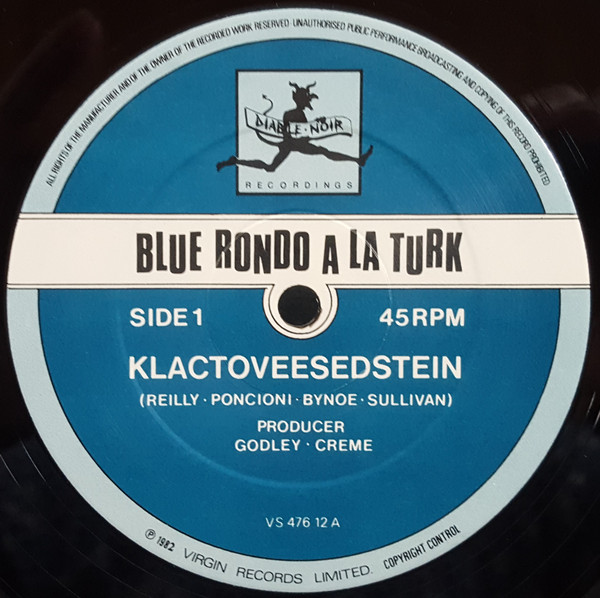 ALL RIGHTS OF THE MANUFACTURER AND OF THE OWNER OF THE RECORDED WORK RESERVED · UNAUTHORISED PUBLIC PERFORMANCE BROADCASTING AND COPYING OF THIS RECORD PROHIBITED
DIABLE · NOIR
RECORDINGS
BLUE RONDO A LA TURK
SIDE 1 45 RPM
KLACTOVEESEDSTEIN
(REILLY · PONCIONI · BYNOE · SULLIVAN)
PRODUCER
GODLEY · CREME
VS 476 12 A
℗ 1982 VIRGIN RECORDS LIMITED. COPYRIGHT CONTROL